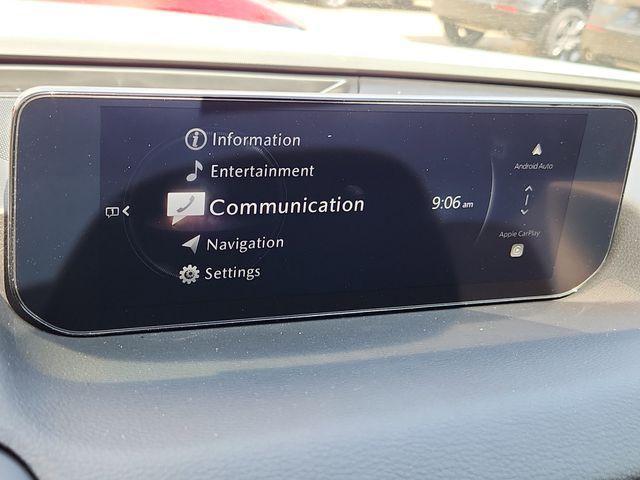 Information
Entertainment
Communication
9:06 am
Navigation
Settings
Android Auto
Apple CarPlay